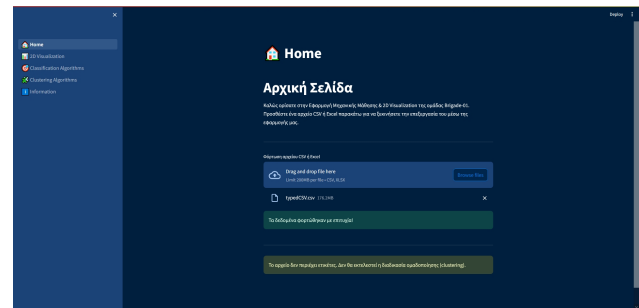 Deploy
Home
2D Visualization
Classification Algorithms
Clustering Algorithms
Information
Home
Αρχική Σελίδα
Καλώς ορίσατε στην Εφαρμογή Μηχανικής Μάθησης & 2D Visualization της ομάδας Brigade-01.
Προσθέστε ένα αρχείο CSV ή Excel παρακάτω για να ξεκινήσετε την επεξεργασία του μέσω της
εφαρμογής μας.
Φόρτωση αρχείου CSV ή Excel
Drag and drop file here
Limit 200MB per file • CSV, XLSX
Browse files
typedCSV.csv 176.2MB
Τα δεδομένα φορτώθηκαν με επιτυχία!
Το αρχείο δεν περιέχει ετικέτες. Δεν θα εκτελεστεί η διαδικασία ομαδοποίησης (clustering).